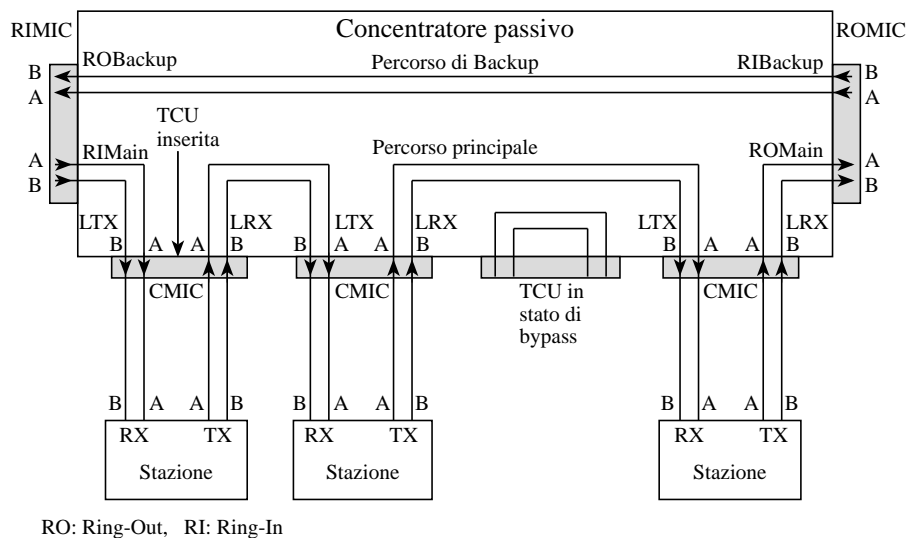 RIMIC
Concentratore passivo
ROMIC
B
ROBackup
Percorso di Backup
RIBackup
B
A
A
TCU
inserita
A
RIMain
Percorso principale
ROMain
A
B
B
LTX
LRX
LTX
LRX
LTX
LRX
B
A
A
B
B
A
A
B
B
A
A
B
CMIC
CMIC
TCU in
stato di
bypass
CMIC
B
A
A
B
B
A
A
B
B
A
A
B
RX
TX
RX
TX
RX
TX
Stazione
Stazione
Stazione
RO: Ring-Out, RI: Ring-In